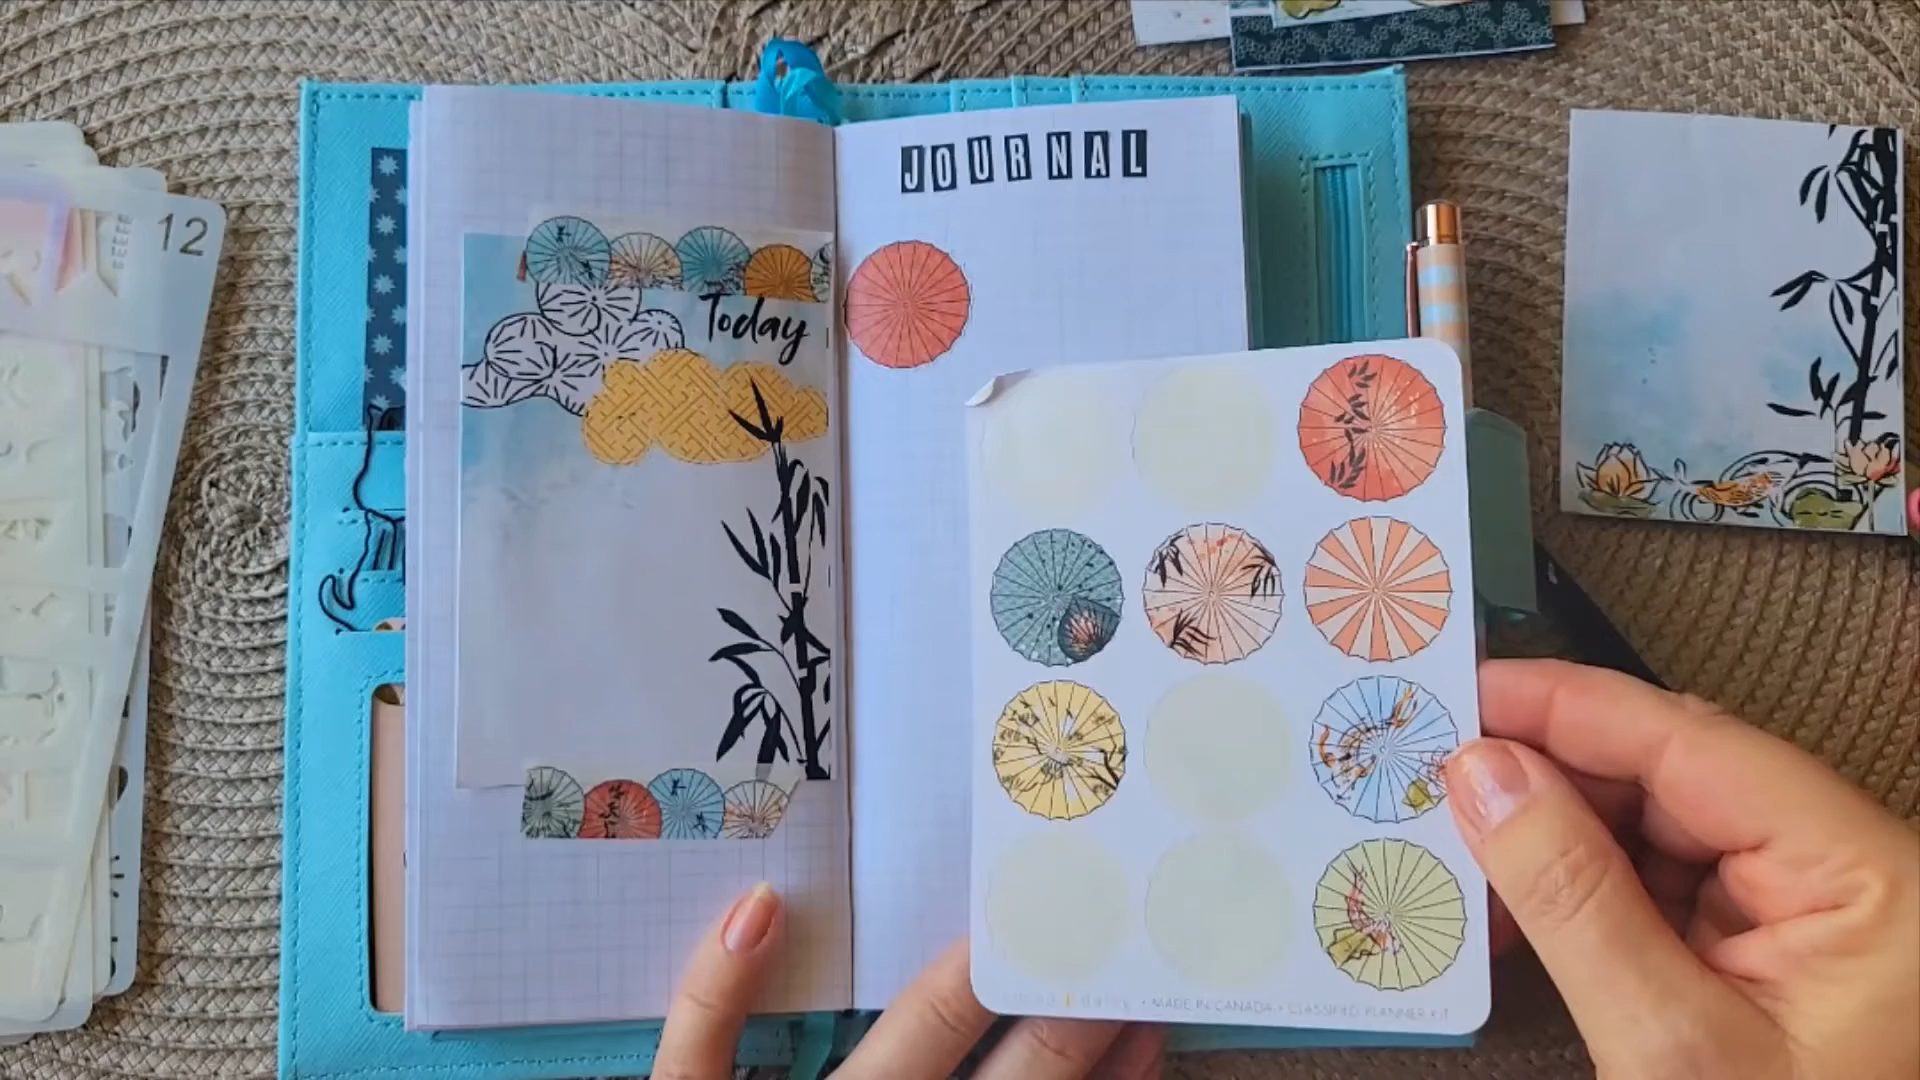 12
JOURNAL
Today
• MADE IN CANADA • CLASSIFIED PLANNER KIT